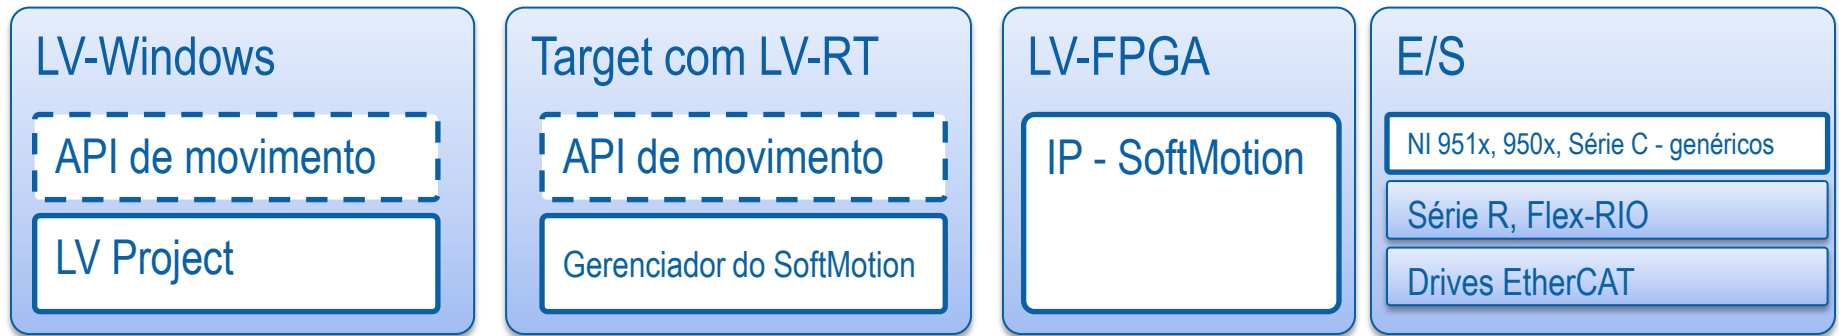 LV-Windows
API de movimento
LV Project
Target com LV-RT
API de movimento
Gerenciador do SoftMotion
LV-FPGA
IP - SoftMotion
E/S
NI 951x, 950x, Série C - genéricos
Série R, Flex-RIO
Drives EtherCAT